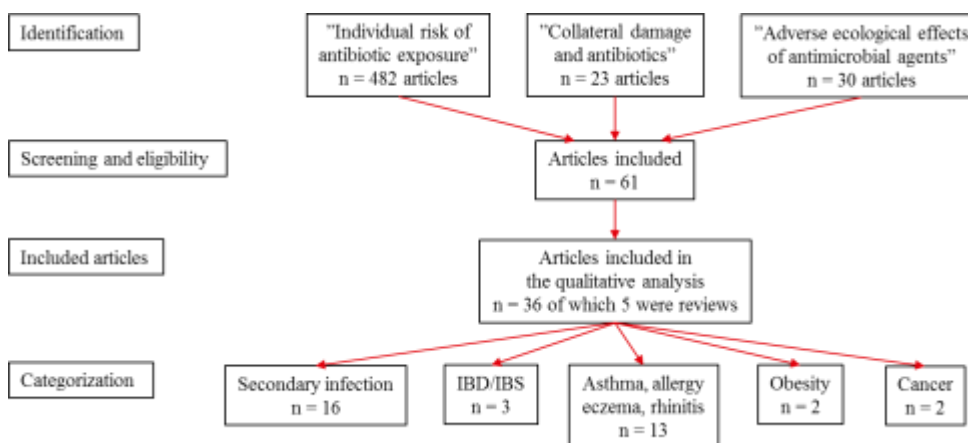 Identification
”Individual risk of
antibiotic exposure”
n = 482 articles
”Collateral damage
and antibiotics”
n = 23 articles
”Adverse ecological effects
of antimicrobial agents”
n = 30 articles
Screening and eligibility
Articles included
n = 61
Included articles
Articles included in
the qualitative analysis
n = 36 of which 5 were reviews
Categorization
Secondary infection
n = 16
IBD/IBS
n = 3
Asthma, allergy
eczema, rhinitis
n = 13
Obesity
n = 2
Cancer
n = 2